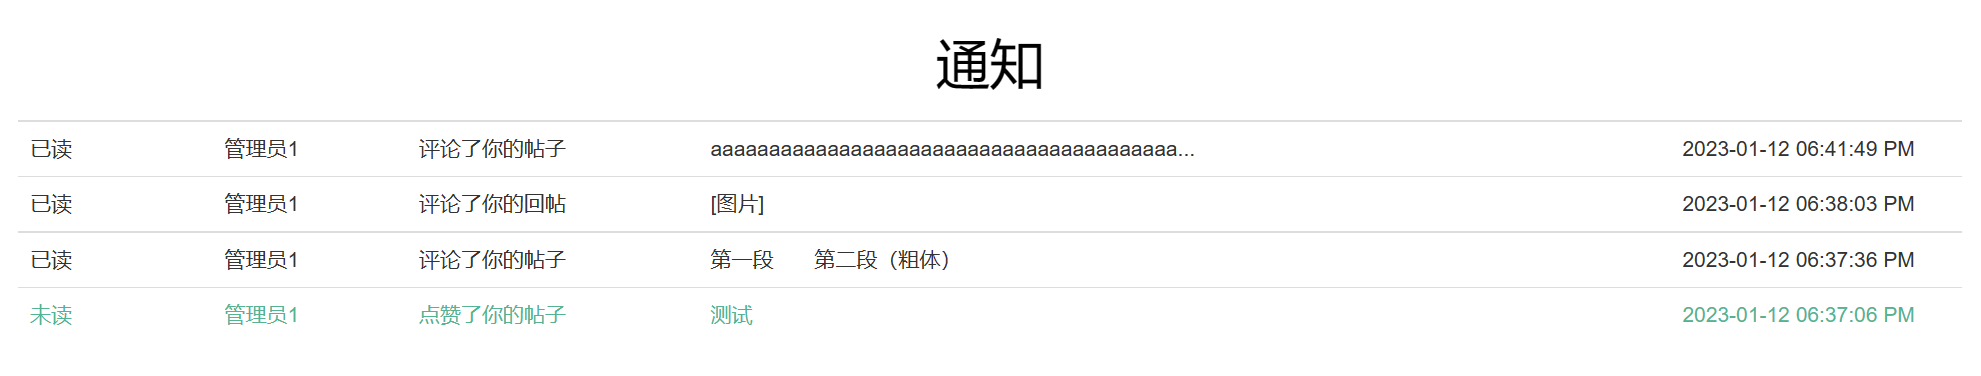 通知
已读 管理员1 评论了你的帖子 aaaaaaaaaaaaaaaaaaaaaaaaaaaaaaaaaaaaaaaa... 2023-01-12 06:41:49 PM
已读 管理员1 评论了你的回帖 [图片] 2023-01-12 06:38:03 PM
已读 管理员1 评论了你的帖子 第一段  第二段（粗体） 2023-01-12 06:37:36 PM
未读 管理员1 点赞了你的帖子 测试 2023-01-12 06:37:06 PM